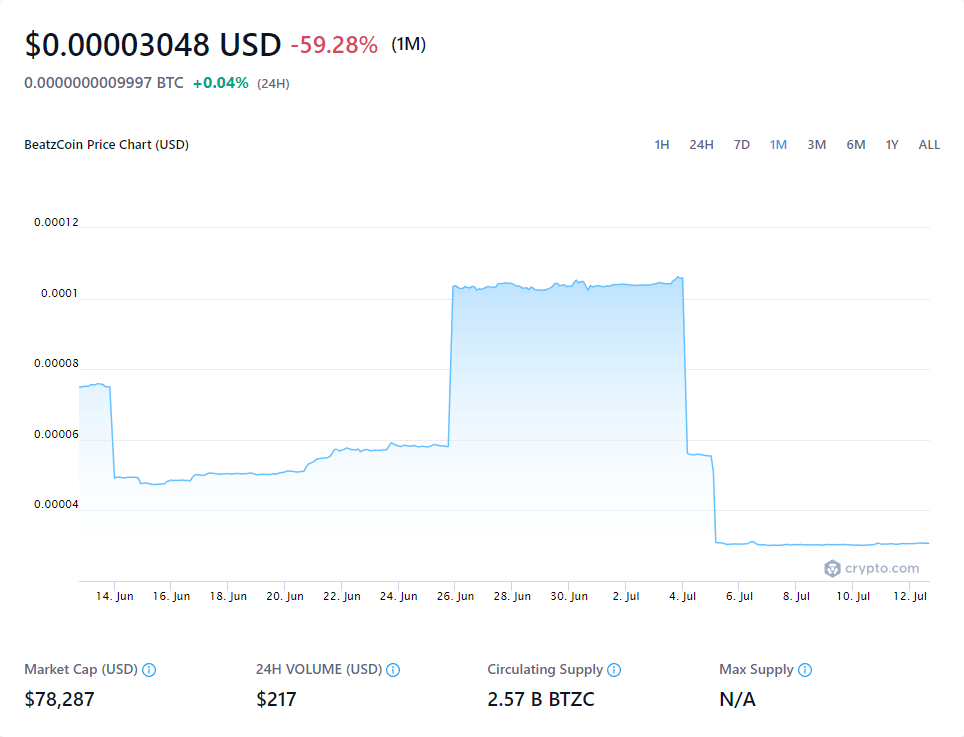 $0.00003048 USD -59.28% (1M)
0.0000000009997 BTC +0.04% (24H)
BeatzCoin Price Chart (USD) 1H 24H 7D 1M 3M 6M 1Y ALL
0.00012
0.0001
0.00008
0.00006
0.00004
crypto.com
14. Jun 16. Jun 18. Jun 20. Jun 22. Jun 24. Jun 26. Jun 28. Jun 30. Jun 2. Jul 4. Jul 6. Jul 8. Jul 10. Jul 12. Jul
Market Cap (USD) 24H VOLUME (USD) Circulating Supply Max Supply
$78,287 $217 2.57 B BTZC N/A